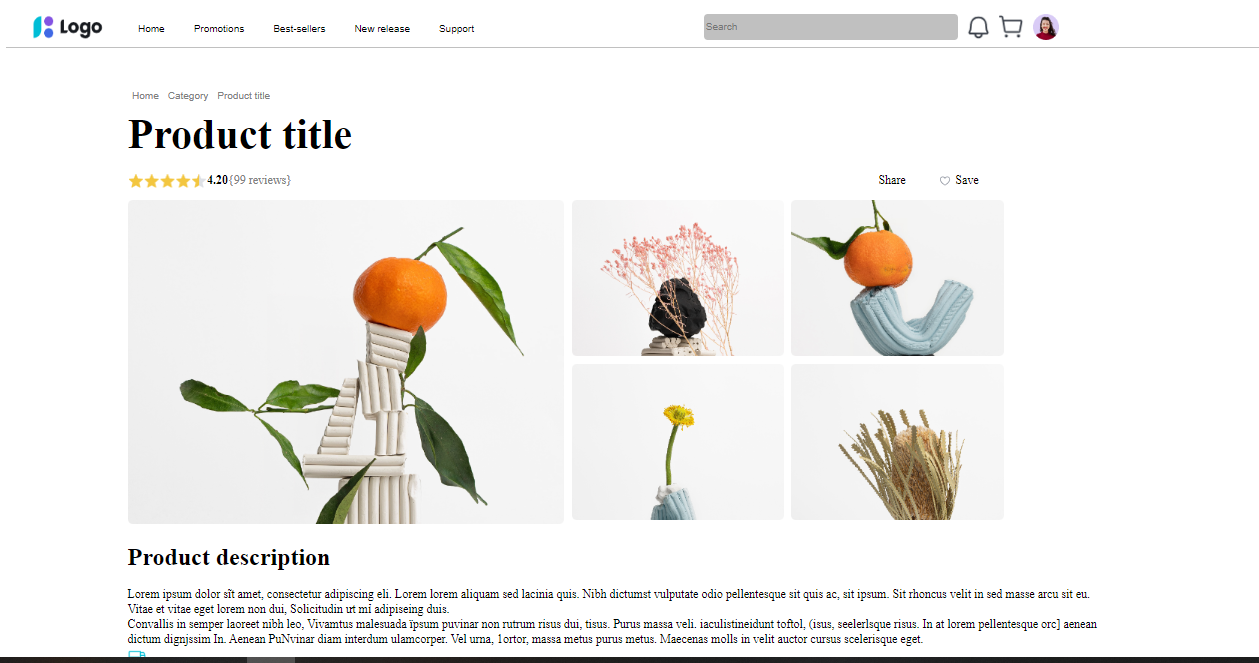 Logo Home Promotions Best-sellers New release Support Search
Home Category Product title
Product title
4.20{99 reviews} Share Save
Product description
Lorem ipsum dolor sît amet, consectetur adipiscing eli. Lorem lorem aliquam sed lacinia quis. Nibh dictumst vulputate odio pellentesque sit quis ac, sit ipsum. Sit rhoncus velit in sed masse arcu sit eu.
Vitae et vitae eget lorem non dui, Solicitudin ut mî adipiseing duis.
Convallis in semper laoreet nibh leo, Vivamtus malesuada îpsum puvinar non rutrum risus dui, tisus. Purus massa veli. iaculistineidunt toftol, (isus, seelerlsque risus. In at lorem pellentesque orc] aenean
dictum dignjssim In. Aenean PuNvinar diam interdum ulamcorper. Vel urna, 1ortor, massa metus purus metus. Maecenas molls in velit auctor cursus scelerisque eget.